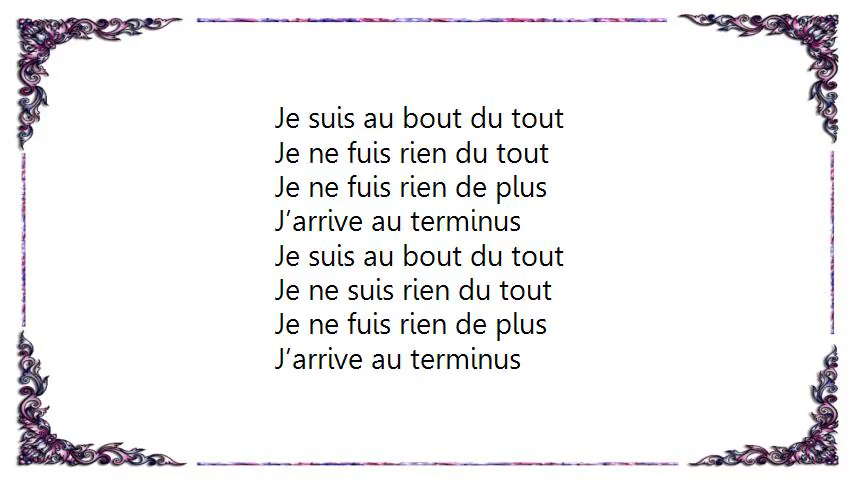 Je suis au bout du tout
Je ne fuis rien du tout
Je ne fuis rien de plus
J’arrive au terminus
Je suis au bout du tout
Je ne suis rien du tout
Je ne fuis rien de plus
J’arrive au terminus